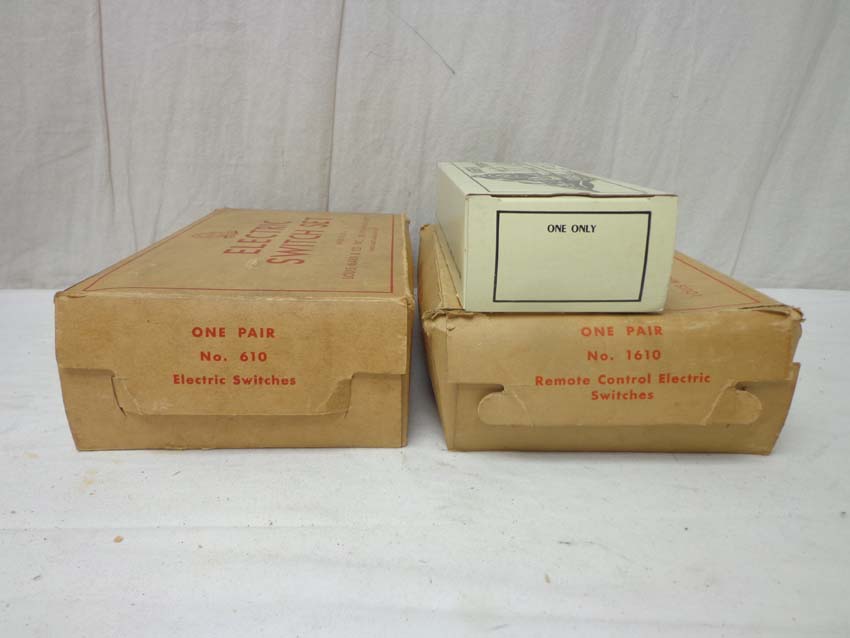 ELECTRIC
SWITCH SET
ONE PAIR
No. 610
Electric Switches
ONE ONLY
ONE PAIR
No. 1610
Remote Control Electric
Switches